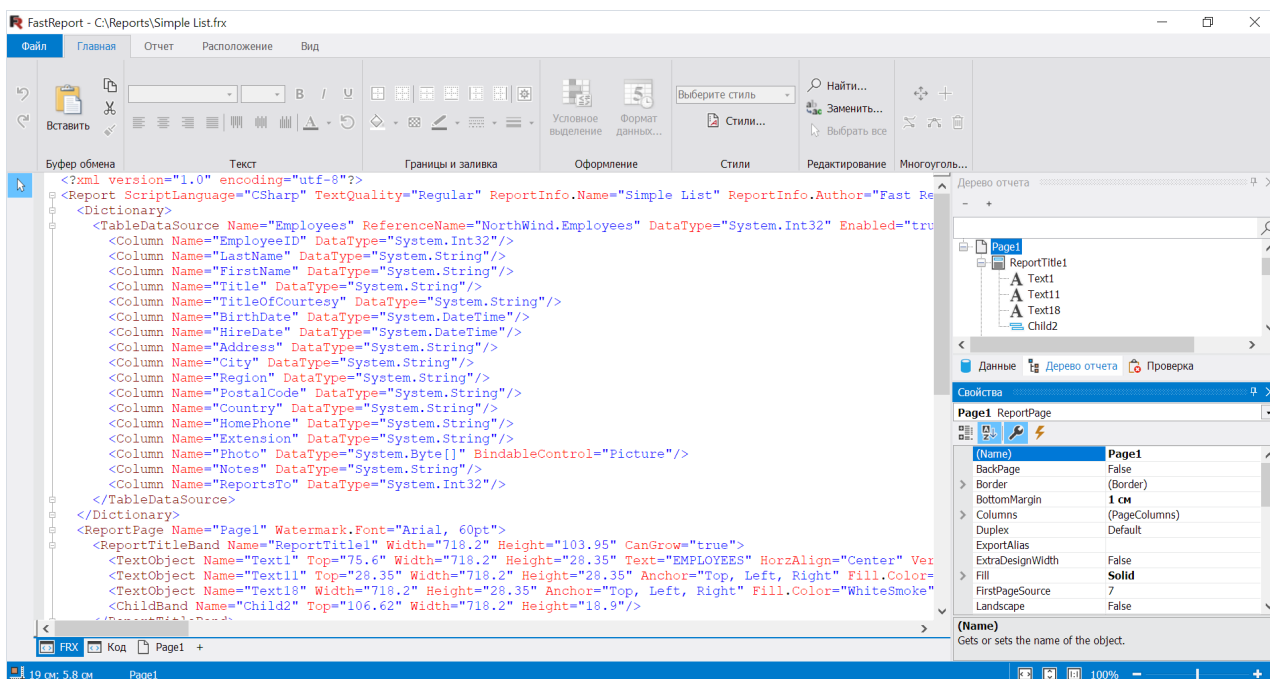 FastReport - C:\Reports\Simple List.frx
Файл Главная Отчет Расположение Вид
Вставить
B I U
A
Условное выделение
Формат данных...
Выберите стиль
Стили...
Найти...
Заменить...
Выбрать все
Буфер обмена Текст Границы и заливка Оформление Стили Редактирование Многоуголь...
<?xml version="1.0" encoding="utf-8"?>
<Report ScriptLanguage="CSharp" TextQuality="Regular" ReportInfo.Name="Simple List" ReportInfo.Author="Fast Re
<Dictionary>
<TableDataSource Name="Employees" ReferenceName="NorthWind.Employees" DataType="System.Int32" Enabled="tru
<Column Name="EmployeeID" DataType="System.Int32"/>
<Column Name="LastName" DataType="System.String"/>
<Column Name="FirstName" DataType="System.String"/>
<Column Name="Title" DataType="System.String"/>
<Column Name="TitleOfCourtesy" DataType="System.String"/>
<Column Name="BirthDate" DataType="System.DateTime"/>
<Column Name="HireDate" DataType="System.DateTime"/>
<Column Name="Address" DataType="System.String"/>
<Column Name="City" DataType="System.String"/>
<Column Name="Region" DataType="System.String"/>
<Column Name="PostalCode" DataType="System.String"/>
<Column Name="Country" DataType="System.String"/>
<Column Name="HomePhone" DataType="System.String"/>
<Column Name="Extension" DataType="System.String"/>
<Column Name="Photo" DataType="System.Byte[]" BindableControl="Picture"/>
<Column Name="Notes" DataType="System.String"/>
<Column Name="ReportsTo" DataType="System.Int32"/>
</TableDataSource>
</Dictionary>
<ReportPage Name="Page1" Watermark.Font="Arial, 60pt">
<ReportTitleBand Name="ReportTitle1" Width="718.2" Height="103.95" CanGrow="true">
<TextObject Name="Text1" Top="75.6" Width="718.2" Height="28.35" Text="EMPLOYEES" HorzAlign="Center" Ver
<TextObject Name="Text11" Top="28.35" Width="718.2" Height="28.35" Anchor="Top, Left, Right" Fill.Color=
<TextObject Name="Text18" Width="718.2" Height="28.35" Anchor="Top, Left, Right" Fill.Color="WhiteSmoke"
<ChildBand Name="Child2" Top="106.62" Width="718.2" Height="18.9"/>
</ReportTitleBand>
FRX Код Page1 +
Дерево отчета
- +
Page1
ReportTitle1
Text1
Text11
Text18
Child2
Данные Дерево отчета Проверка
Свойства
Page1 ReportPage
(Name) Page1
BackPage False
Border (Border)
BottomMargin 1 см
Columns (PageColumns)
Duplex Default
ExportAlias
ExtraDesignWidth False
Fill Solid
FirstPageSource 7
Landscape False
(Name)
Gets or sets the name of the object.
19 см; 5.8 см Page1 100%